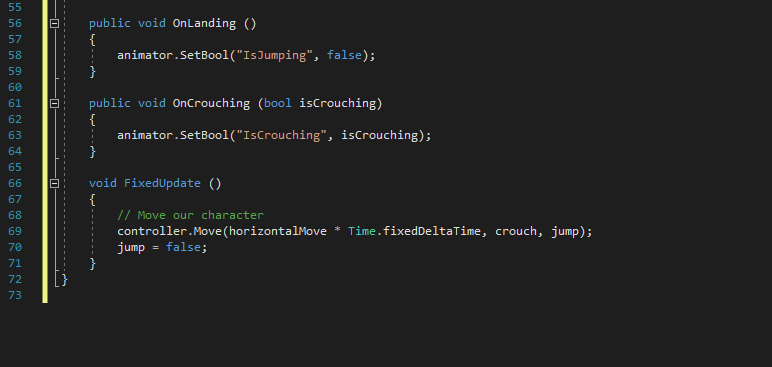 55
56 public void OnLanding ()
57 {
58 animator.SetBool("IsJumping", false);
59 }
60
61 public void OnCrouching (bool isCrouching)
62 {
63 animator.SetBool("IsCrouching", isCrouching);
64 }
65
66 void FixedUpdate ()
67 {
68 // Move our character
69 controller.Move(horizontalMove * Time.fixedDeltaTime, crouch, jump);
70 jump = false;
71 }
72 }
73